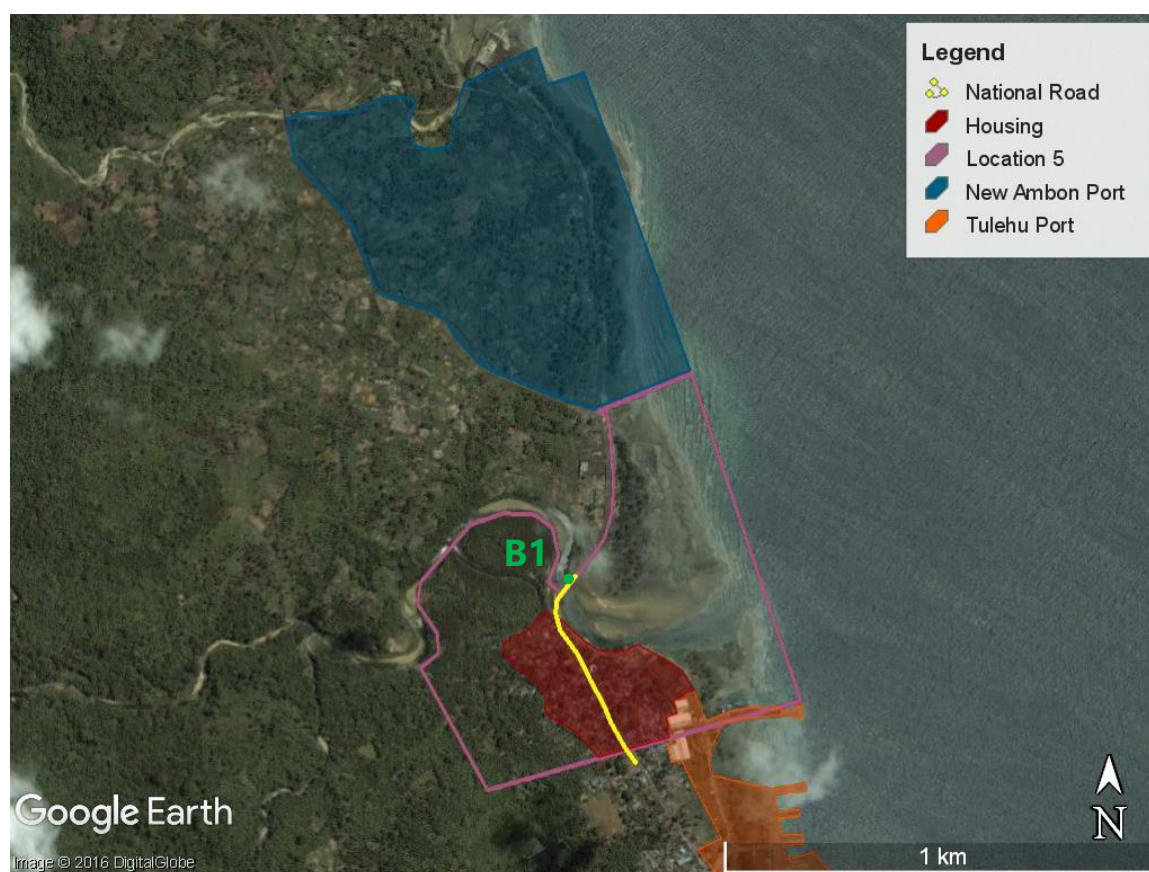 Legend
National Road
Housing
Location 5
New Ambon Port
Tulehu Port
B1
Google Earth
N
Image © 2016 DigitalGlobe
1 km